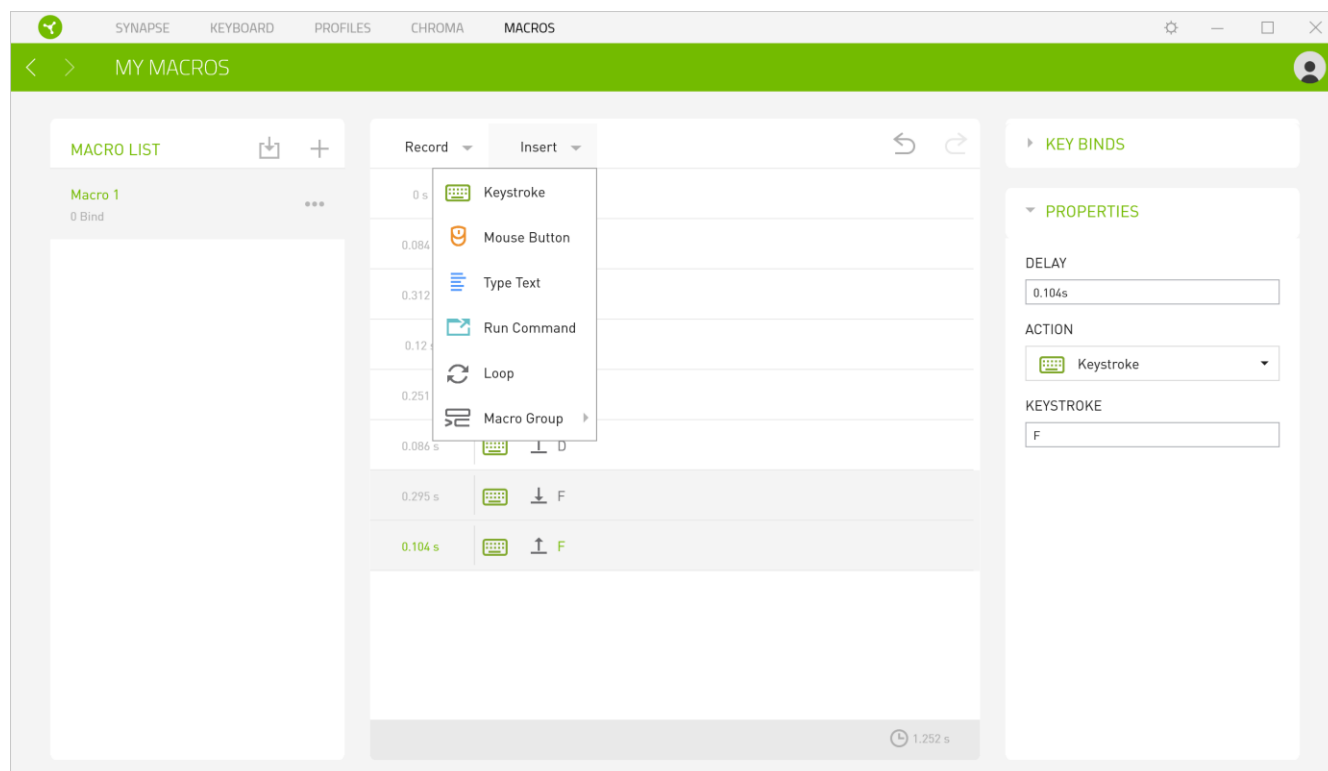 SYNAPSE KEYBOARD PROFILES CHROMA MACROS
MY MACROS
MACRO LIST
Macro 1
0 Bind
Record Insert
0 s
0.084
0.312
0.12
0.251
0.086 s D
0.295 s F
0.104 s F
Keystroke
Mouse Button
Type Text
Run Command
Loop
Macro Group
1.252 s
KEY BINDS
PROPERTIES
DELAY
0.104s
ACTION
Keystroke
KEYSTROKE
F